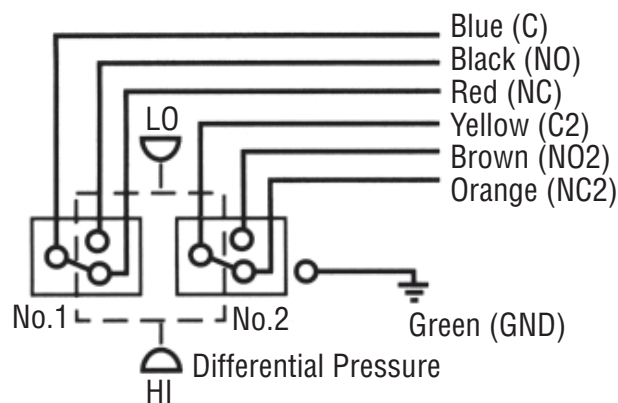 Blue (C)
Black (NO)
Red (NC)
LO
Yellow (C2)
Brown (NO2)
Orange (NC2)
No.1
No.2
Green (GND)
Differential Pressure
HI